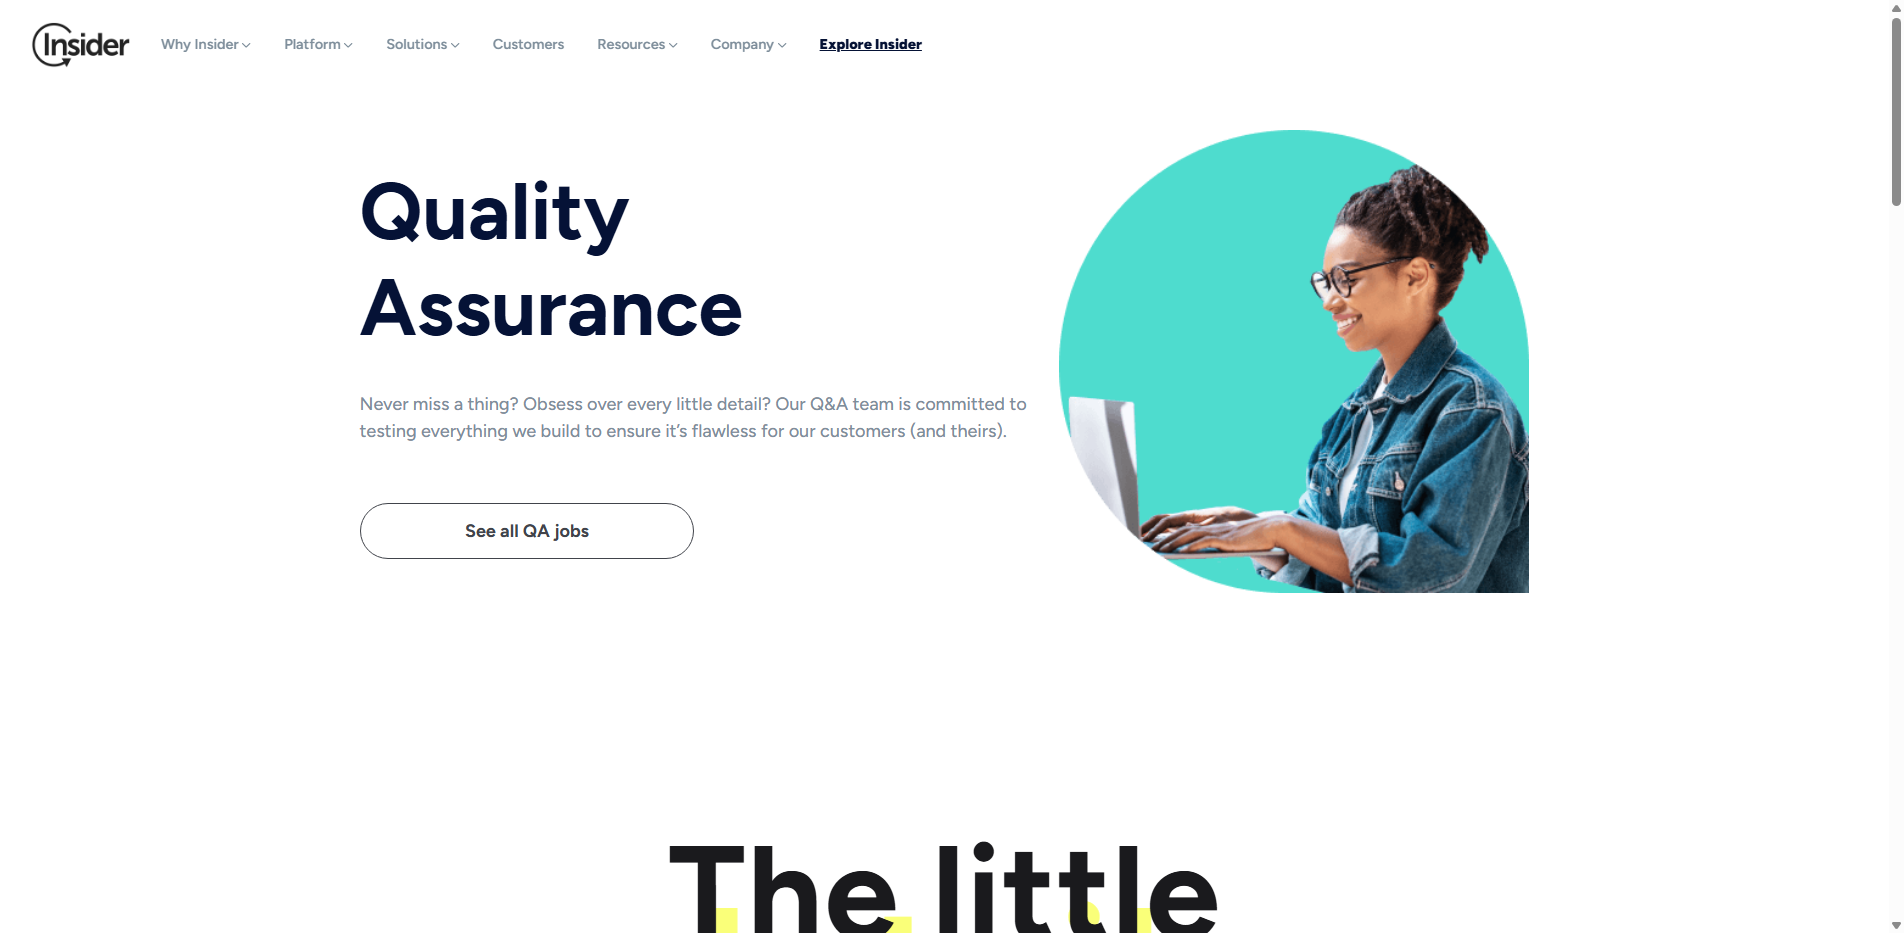 Insider
Why Insider
Platform
Solutions
Customers
Resources
Company
Explore Insider
Quality
Assurance
Never miss a thing? Obsess over every little detail? Our Q&A team is committed to
testing everything we build to ensure it’s flawless for our customers (and theirs).
See all QA jobs
The little